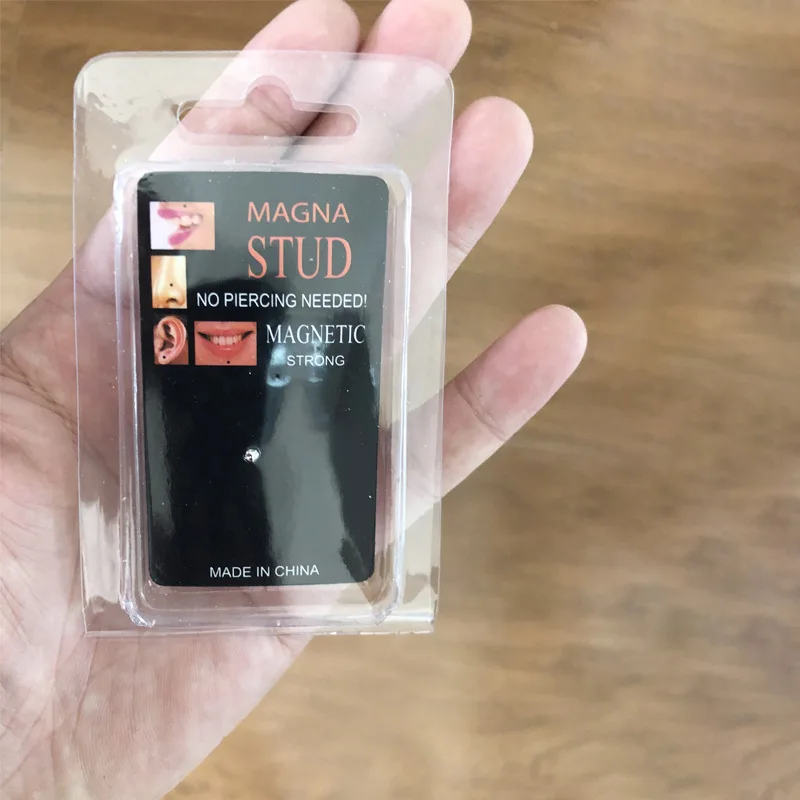 MAGNA
STUD
NO PIERCING NEEDED!
MAGNETIC
STRONG
MADE IN CHINA